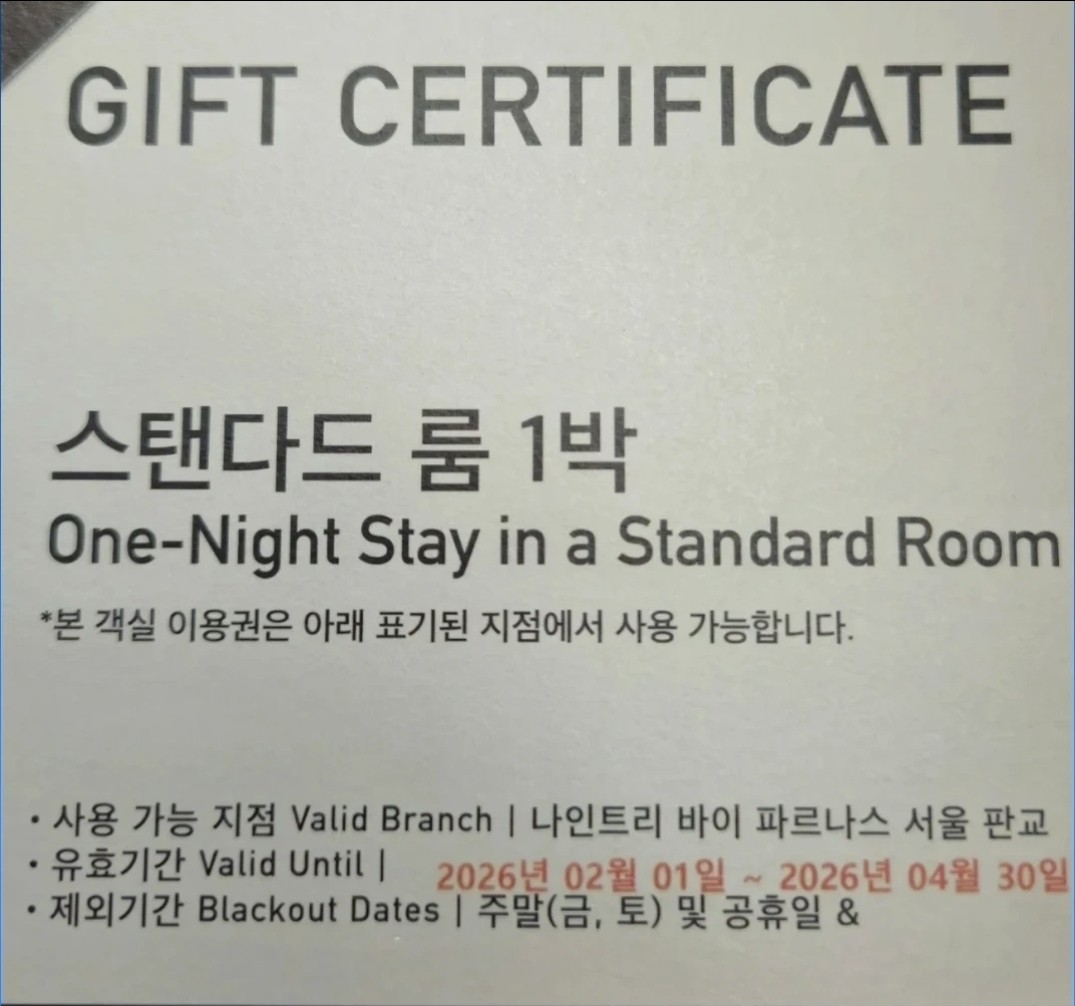 GIFT CERTIFICATE
스탠다드 룸 1박
One-Night Stay in a Standard Room
*본 객실 이용권은 아래 표기된 지점에서 사용 가능합니다.
• 사용 가능 지점 Valid Branch | 나인트리 바이 파르나스 서울 판교
• 유효기간 Valid Until | 2026년 02월 01일 ~ 2026년 04월 30일
• 제외기간 Blackout Dates | 주말(금, 토) 및 공휴일 &